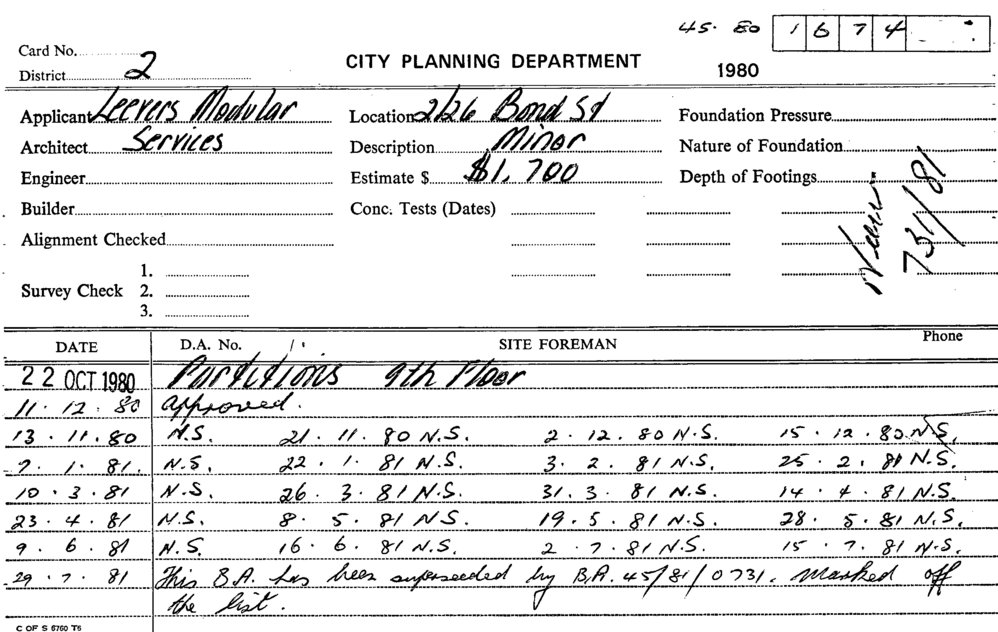 45. 80 1674
Card No.
District 2
CITY PLANNING DEPARTMENT
1980
Applicant Leevers Modular
Location 2/26 Bond St
Foundation Pressure
Architect Services
Description Minor
Nature of Foundation
Engineer
Estimate $ $1,700
Depth of Footings
Builder
Conc. Tests (Dates)
731/81
Alignment Checked
1.
Survey Check 2.
3.
DATE D.A. No. SITE FOREMAN Phone
22 OCT 1980 Partitions 9th Floor
11. 12. 80 approved.
13. 11. 80 N.S. 21. 11. 80 N.S. 2. 12. 80 N.S. 15. 12. 80 N.S.
7. 1. 81. N.S. 22. 1. 81 N.S. 3. 2. 81 N.S. 25. 2. 81 N.S.
10. 3. 81 N.S. 26. 3. 81 N.S. 31. 3. 81 N.S. 14. 4. 81 N.S.
23. 4. 81 N.S. 8. 5. 81 N.S. 19. 5. 81 N.S. 28. 5. 81 N.S.
9. 6. 81 N.S. 16. 6. 81 N.S. 2. 7. 81 N.S. 15. 7. 81 N.S.
29. 7. 81 This B.A. has been superseeded by B.A. 45/81/0731. Marked off
the list.
C OF S 6760 T6